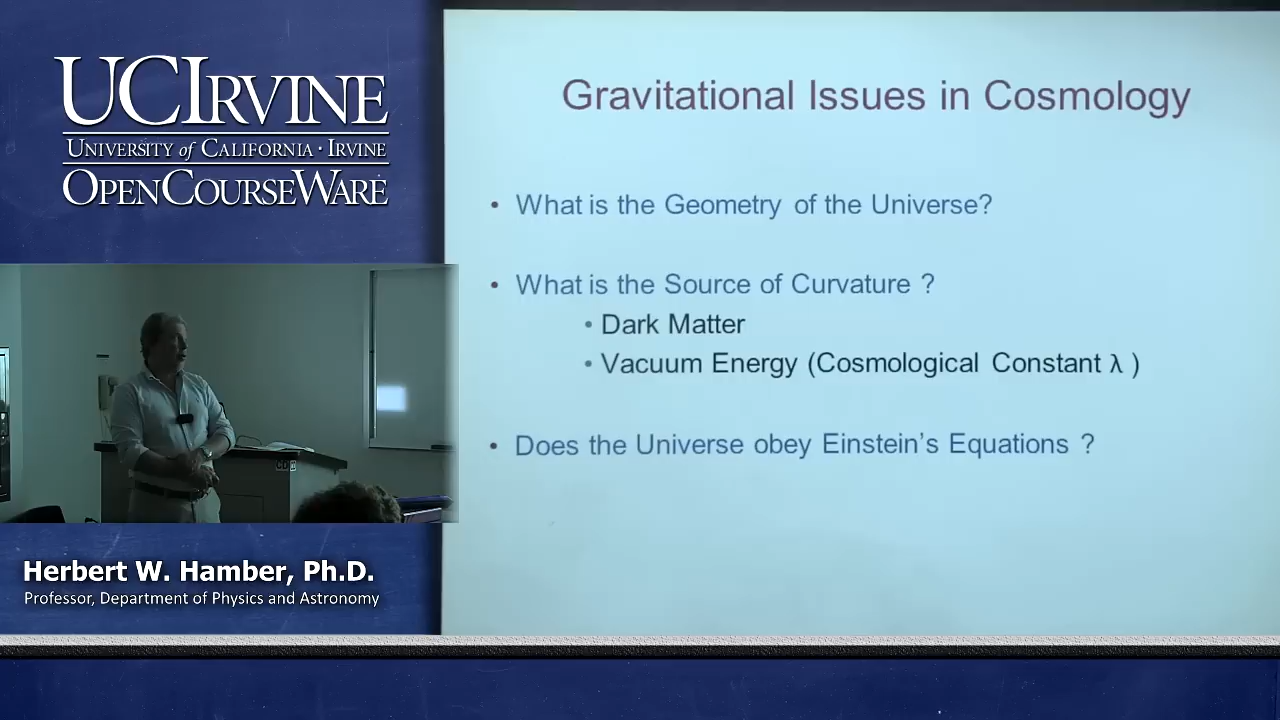 UCIRVINE
UNIVERSITY of CALIFORNIA · IRVINE
OPENCOURSEWARE
Gravitational Issues in Cosmology
• What is the Geometry of the Universe?
• What is the Source of Curvature ?
• Dark Matter
• Vacuum Energy (Cosmological Constant λ )
• Does the Universe obey Einstein's Equations ?
Herbert W. Hamber, Ph.D.
Professor, Department of Physics and Astronomy